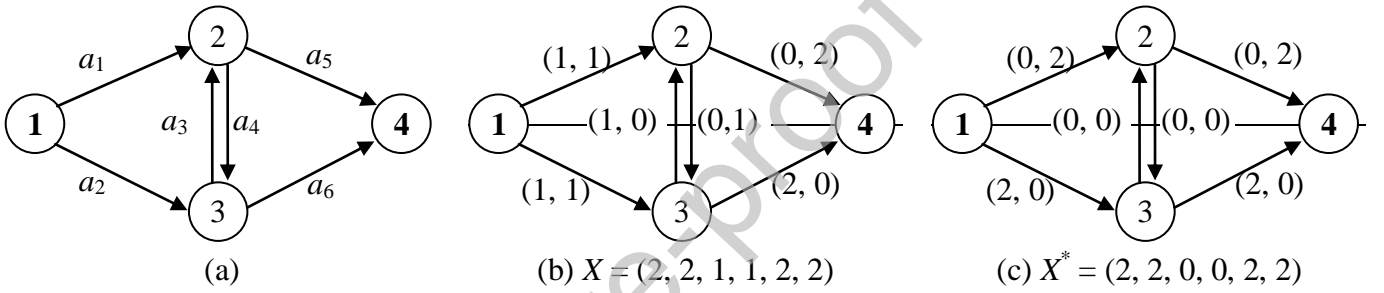 2
2
2
a1
a5
(1, 1)
(0, 2)
(0, 2)
(0, 2)
1
a3
a4
4
1
(1, 0)
(0,1)
4
1
(0, 0)
(0, 0)
4
a2
a6
(1, 1)
(2, 0)
(2, 0)
(2, 0)
3
3
3
(a)
(b) X = (2, 2, 1, 1, 2, 2)
(c) X* = (2, 2, 0, 0, 2, 2)
e-proof